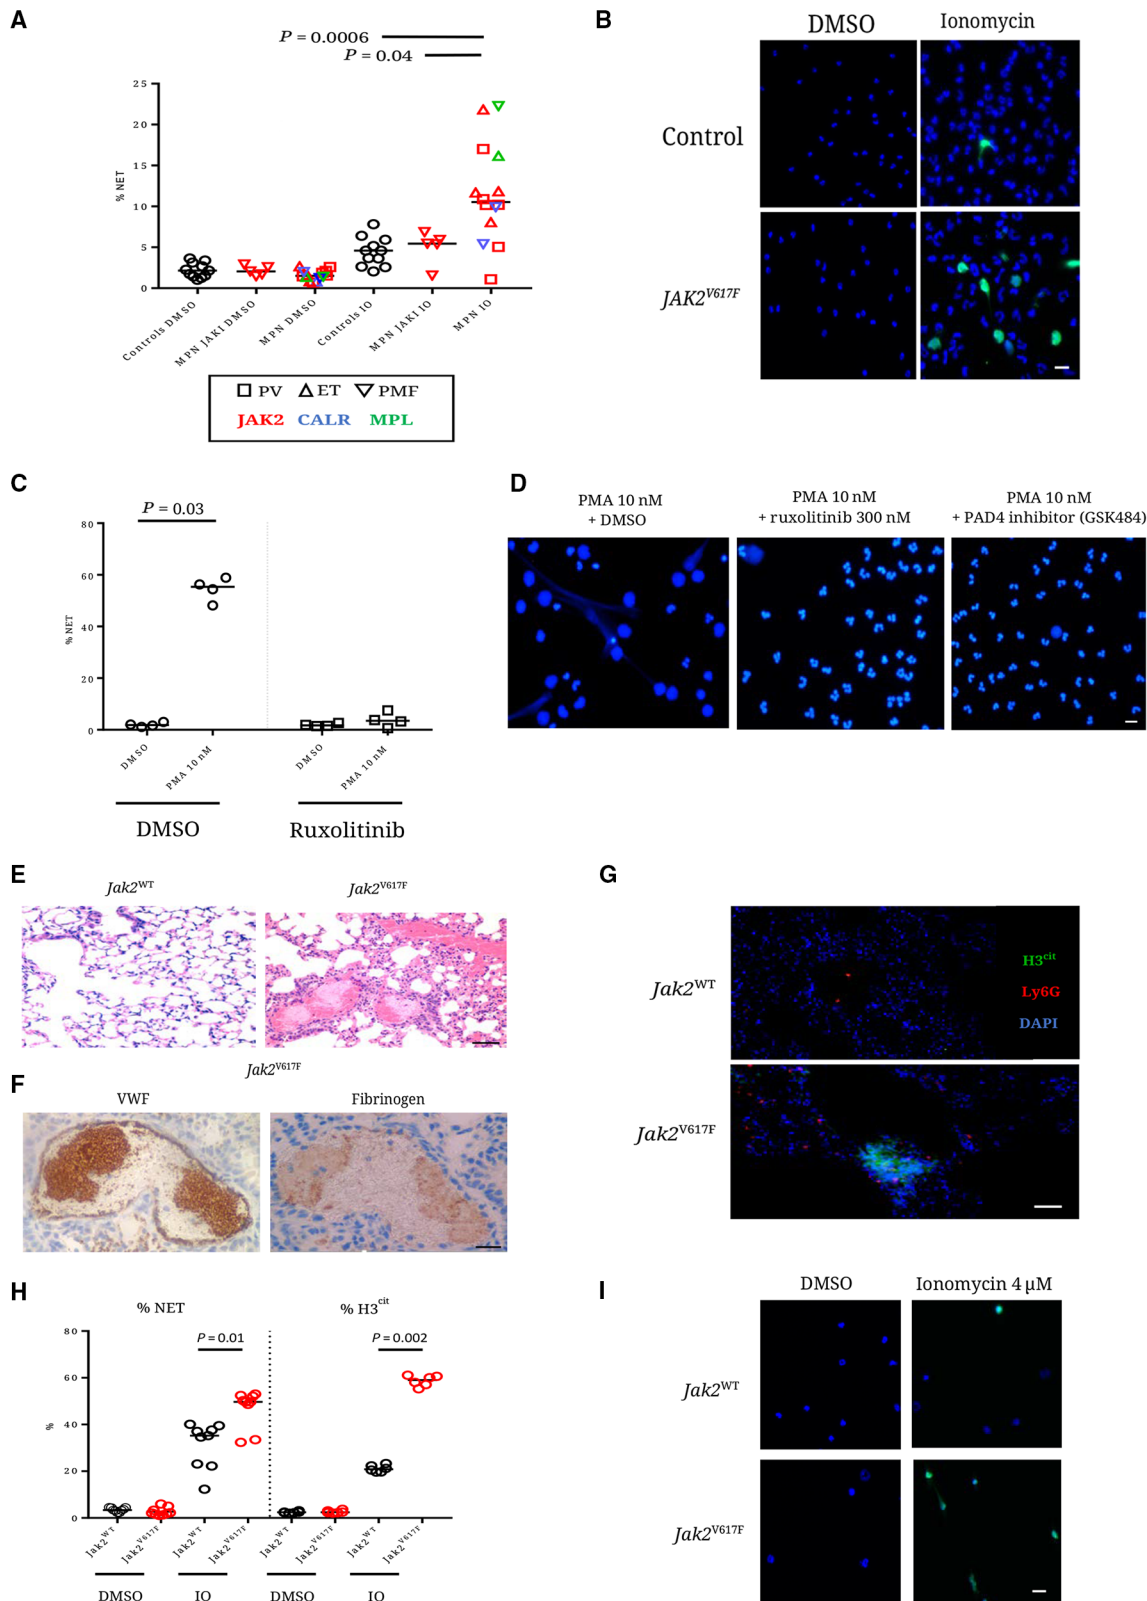 A
P = 0.0006
P = 0.04
25
20
15
10
5
0
% NET
Controls DMSO
MPN JAKI DMSO
MPN DMSO
Controls IO
MPN JAKI IO
MPN IO
PV ET PMF
JAK2 CALR MPL
B
DMSO Ionomycin
Control
JAK2V617F
C
P = 0.03
80
60
40
20
0
% NET
DMSO
PMA 10 nM
DMSO
PMA 10 nM
DMSO
Ruxolitinib
D
PMA 10 nM
+ DMSO
PMA 10 nM
+ ruxolitinib 300 nM
PMA 10 nM
+ PAD4 inhibitor (GSK484)
E
Jak2WT
Jak2V617F
F
Jak2V617F
VWF
Fibrinogen
G
Jak2WT
H3cit
Ly6G
DAPI
Jak2V617F
H
% NET
% H3cit
P = 0.01
P = 0.002
80
60
40
20
0
%
Jak2WT
Jak2V617F
Jak2WT
Jak2V617F
Jak2WT
Jak2V617F
Jak2WT
Jak2V617F
DMSO
IO
DMSO
IO
I
DMSO
Ionomycin 4 µM
Jak2WT
Jak2V617F